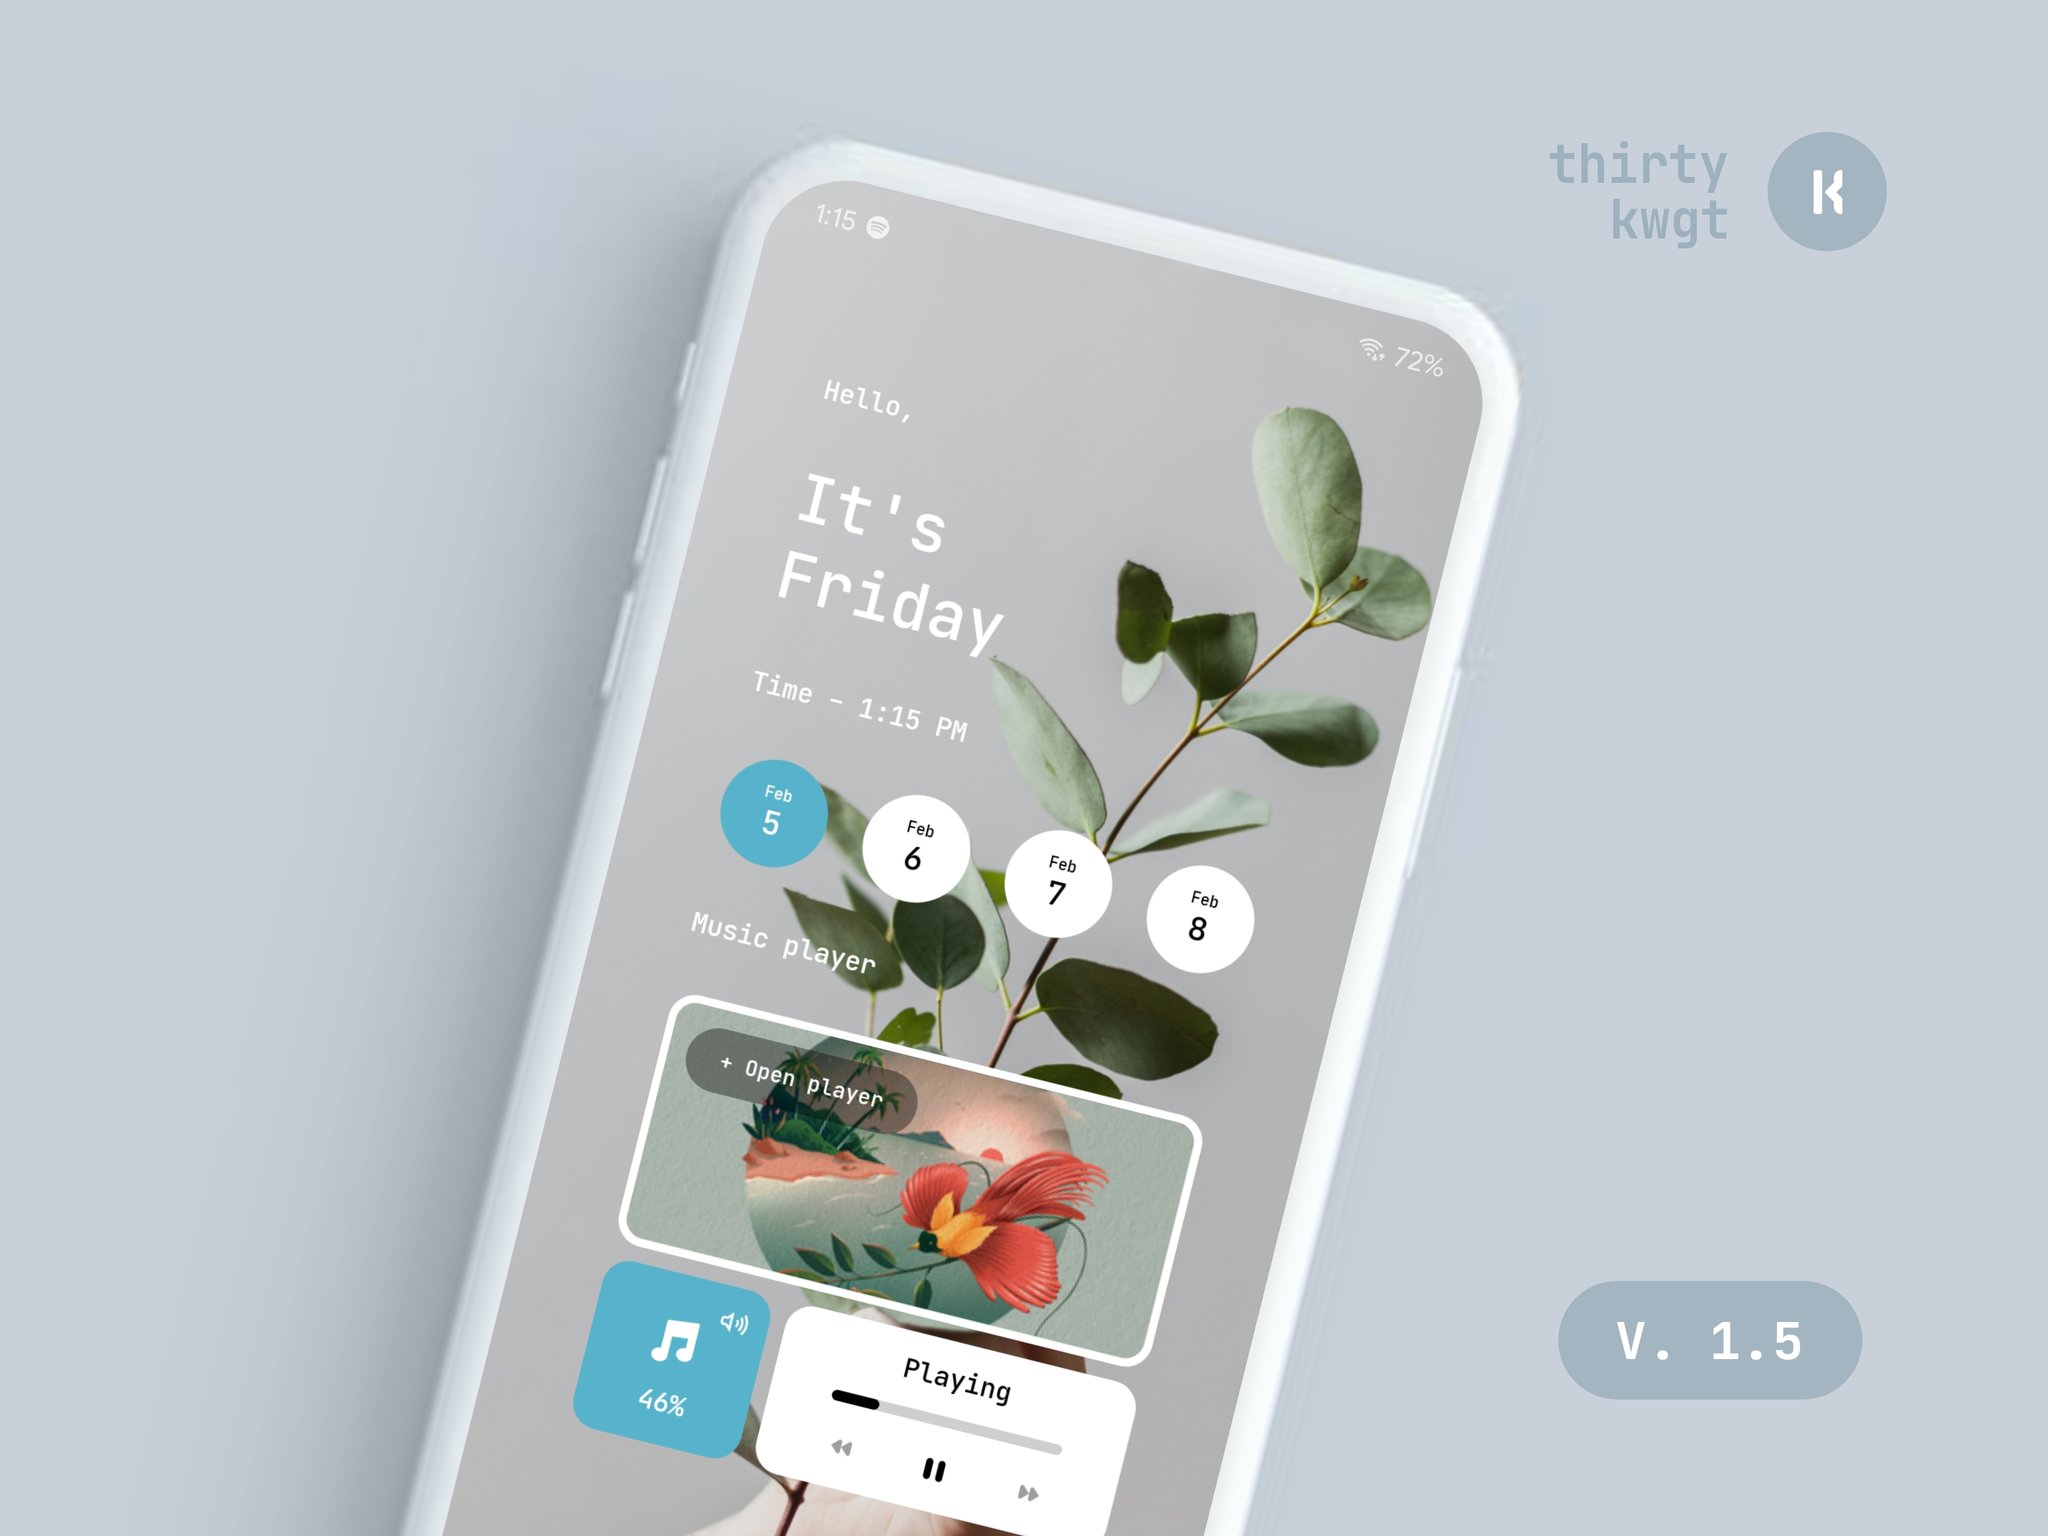 thirty
kwgt
K
1:15
72%
Hello,
It's
Friday
Time - 1:15 PM
Feb
5
Feb
6
Feb
7
Feb
8
Music player
+ Open player
46%
Playing
V. 1.5